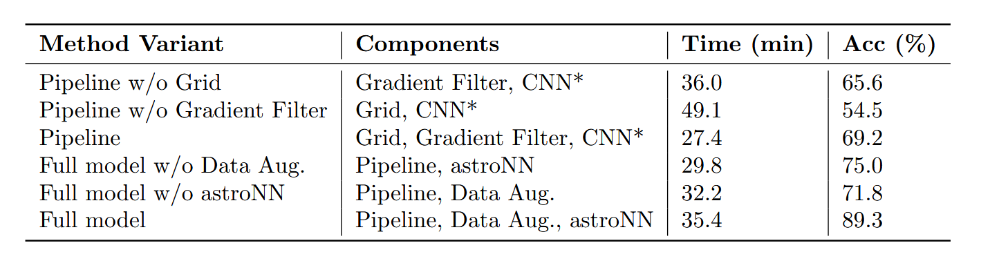 Method Variant Components Time (min) Acc (%)
Pipeline w/o Grid Gradient Filter, CNN* 36.0 65.6
Pipeline w/o Gradient Filter Grid, CNN* 49.1 54.5
Pipeline Grid, Gradient Filter, CNN* 27.4 69.2
Full model w/o Data Aug. Pipeline, astroNN 29.8 75.0
Full model w/o astroNN Pipeline, Data Aug. 32.2 71.8
Full model Pipeline, Data Aug., astroNN 35.4 89.3